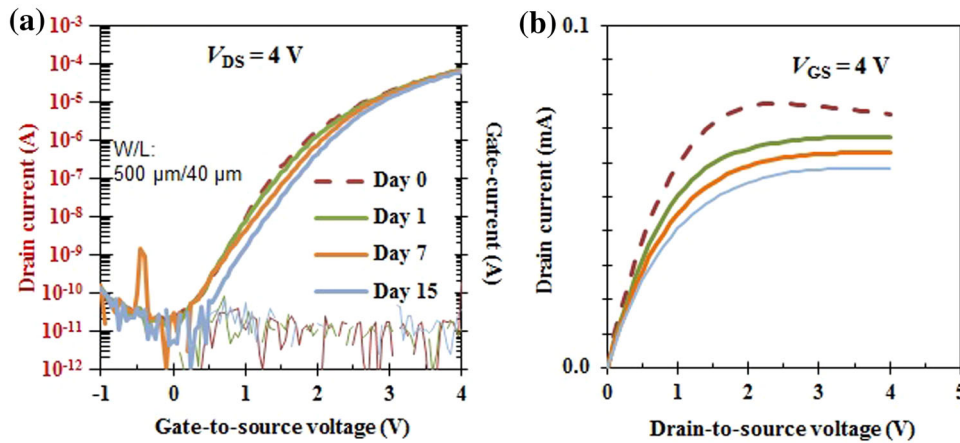 (a)
V_DS = 4 V
W/L:
500 µm/40 µm
Day 0
Day 1
Day 7
Day 15
Drain current (A)
10^-3
10^-4
10^-5
10^-6
10^-7
10^-8
10^-9
10^-10
10^-11
10^-12
-1 0 1 2 3 4
Gate-to-source voltage (V)
Gate-current (A)
(b)
V_GS = 4 V
Drain current (mA)
0.1
0.0
0 1 2 3 4 5
Drain-to-source voltage (V)